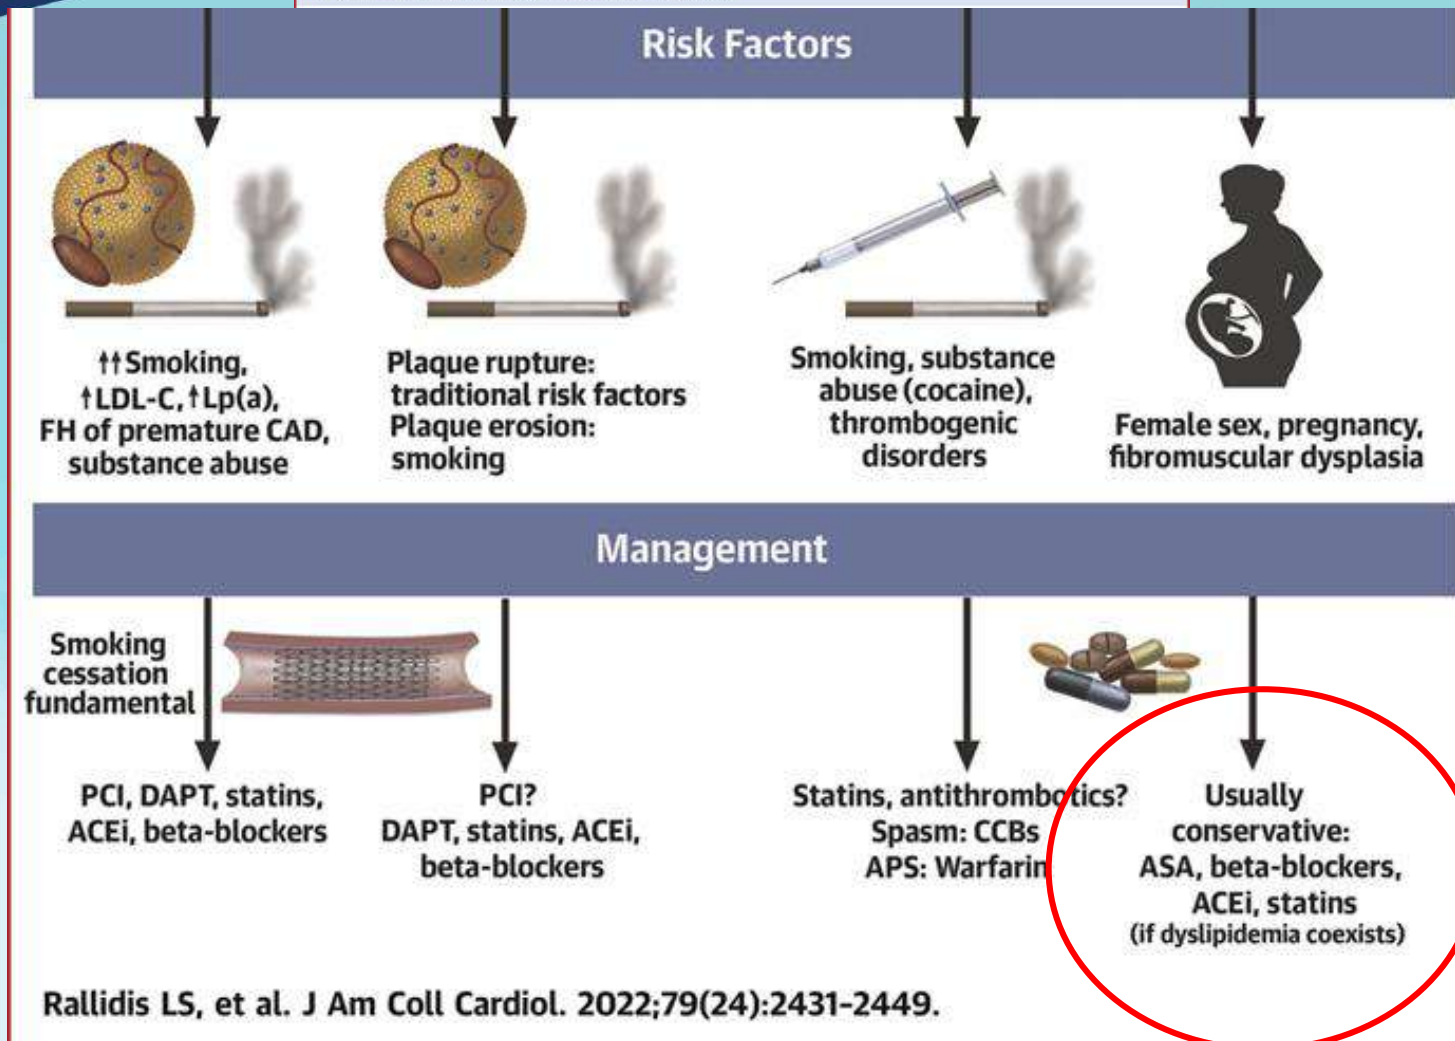 Risk Factors
↑↑Smoking,
↑LDL-C,↑Lp(a),
FH of premature CAD,
substance abuse
Plaque rupture:
traditional risk factors
Plaque erosion:
smoking
Smoking, substance
abuse (cocaine),
thrombogenic
disorders
Female sex, pregnancy,
fibromuscular dysplasia
Management
Smoking
cessation
fundamental
PCI, DAPT, statins,
ACEi, beta-blockers
PCI?
DAPT, statins, ACEi,
beta-blockers
Statins, antithrombotics?
Spasm: CCBs
APS: Warfarin
Usually
conservative:
ASA, beta-blockers,
ACEi, statins
(if dyslipidemia coexists)
Rallidis LS, et al. J Am Coll Cardiol. 2022;79(24):2431–2449.